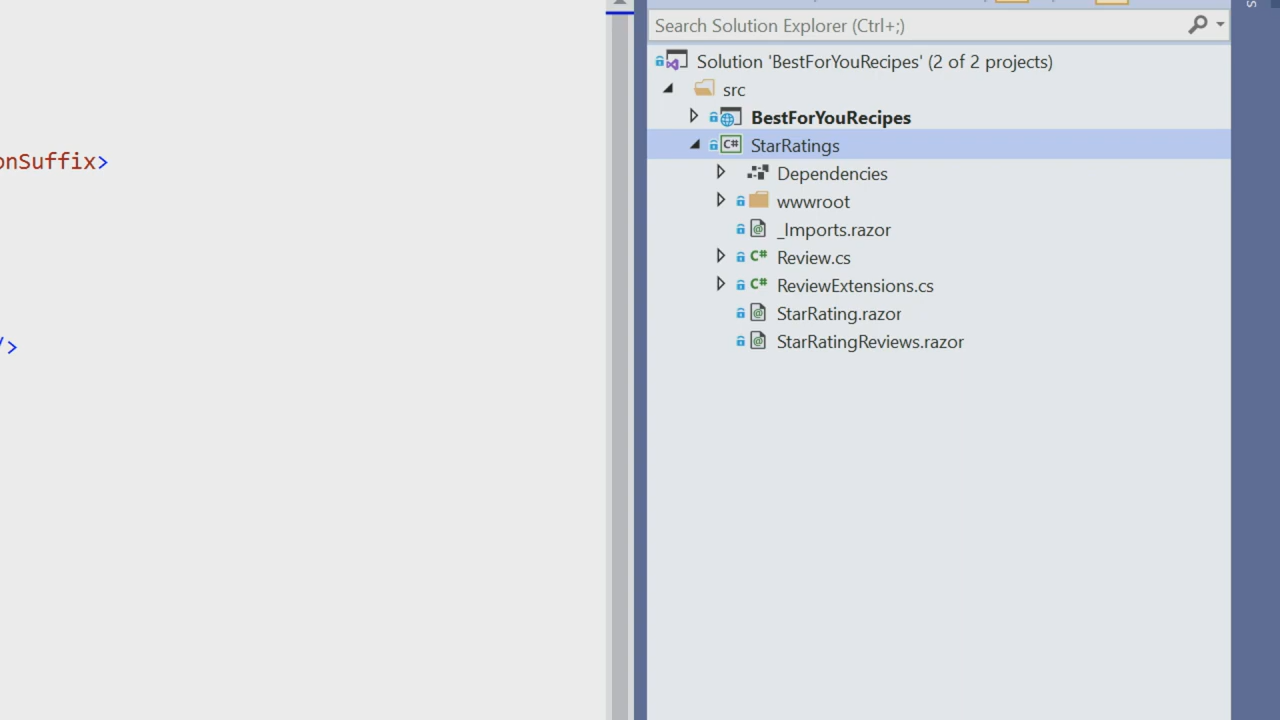 Search Solution Explorer (Ctrl+;)
Solution 'BestForYouRecipes' (2 of 2 projects)
src
BestForYouRecipes
C# StarRatings
Dependencies
wwwroot
_Imports.razor
C# Review.cs
C# ReviewExtensions.cs
StarRating.razor
StarRatingReviews.razor
onSuffix>
/>